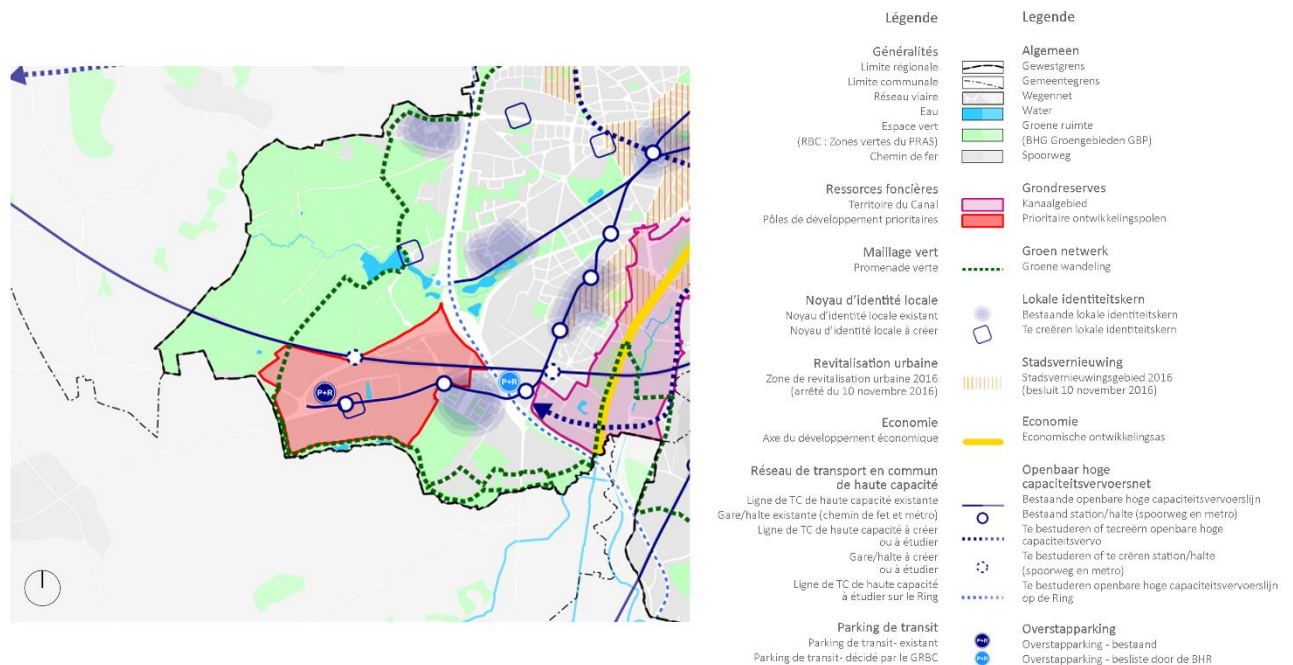 Légende Legende
Généralités Algemeen
Limite régionale Gewestgrens
Limite communale Gemeentegrens
Réseau viaire Wegennet
Eau Water
Espace vert Groene ruimte
(RBC : Zones vertes du PRAS) (BHG Groengebieden GBP)
Chemin de fer Spoorweg
Ressorces foncières Grondreserves
Territoire du Canal Kanaalgebied
Pôles de développement prioritaires Prioritaire ontwikkelingspolen
Maillage vert Groen netwerk
Promenade verte Groene wandeling
Noyau d'identité locale Lokale identiteitskern
Noyau d'identité locale existant Bestaande lokale identiteitskern
Noyau d'identité locale à créer Te creëren lokale identiteitskern
Revitalisation urbaine Stadsvernieuwing
Zone de revitalisation urbaine 2016 Stadsvernieuwingsgebied 2016
(arrêté du 10 novembre 2016) (besluit 10 november 2016)
Economie Economie
Axe du développement économique Economische ontwikkelingsas
Réseau de transport en commun Openbaar hoge
de haute capacité capaciteitsvervoersnet
Ligne de TC de haute capacité existante Bestaande openbare hoge capaciteitsvervoerslijn
Gare/halte existante (chemin de fet et métro) Bestaand station/halte (spoorweg en metro)
Ligne de TC de haute capacité à créer Te bestuderen of tecreërn openbare hoge
ou à étudier capaciteitsvervo
Gare/halte à créer Te bestuderen of te crëren station/halte
ou à étudier (spoorweg en metro)
Ligne de TC de haute capacité Te bestuderen openbare hoge capaciteitsvervoerslijn
à étudier sur le Ring op de Ring
Parking de transit Overstapparking
Parking de transit- existant P+R Overstapparking - bestaand
Parking de transit- décidé par le GRBC P+R Overstapparking - besliste door de BHR
P+R
P+R